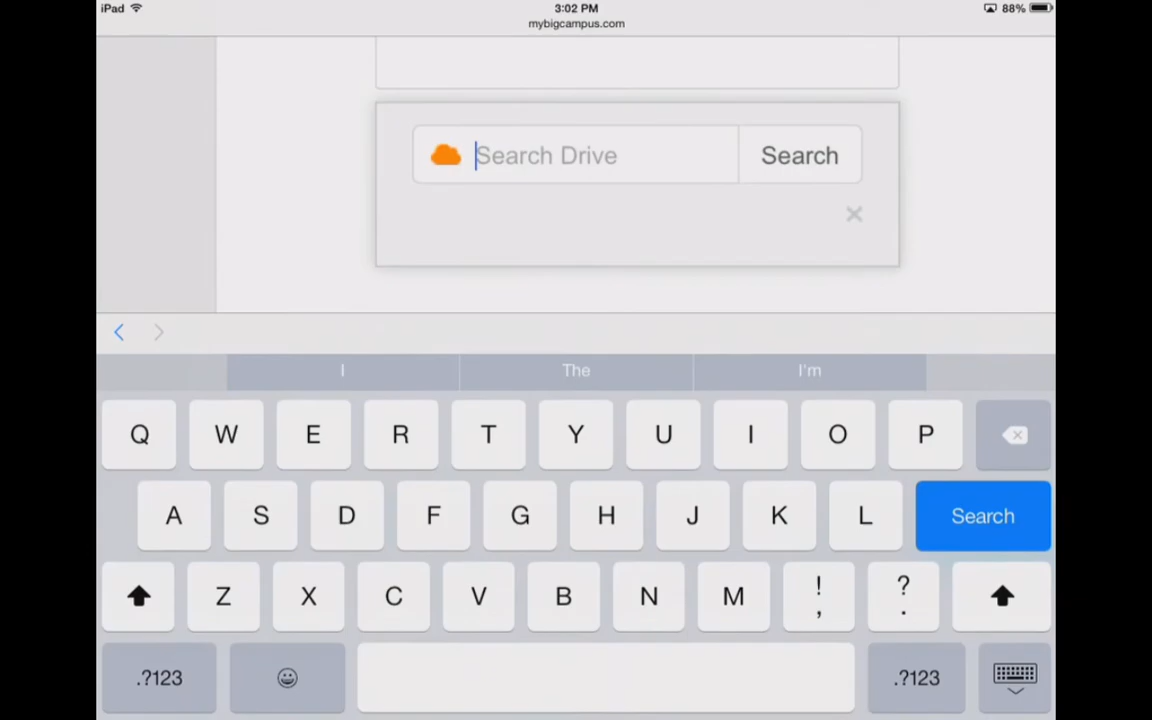 iPad 3:02 PM 88%
mybigcampus.com
Search Drive Search
I The I'm
Q W E R T Y U I O P
A S D F G H J K L Search
Z X C V B N M ! , ? .
.?123 .?123